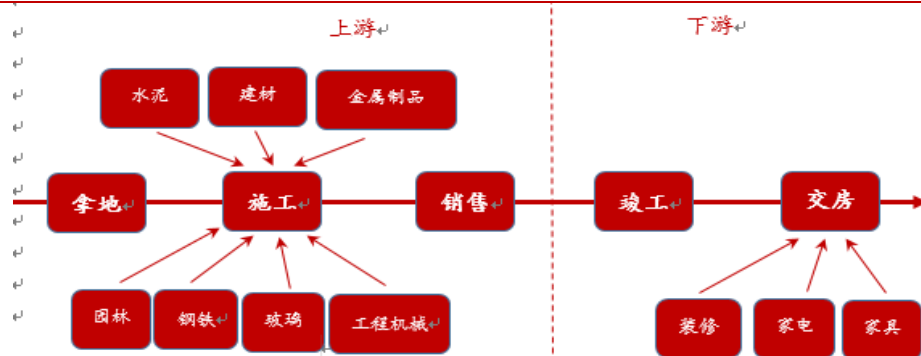 上游
下游
水泥
建材
金属制品
拿地
施工
销售
竣工
交房
园林
钢铁
玻璃
工程机械
装修
家电
家具